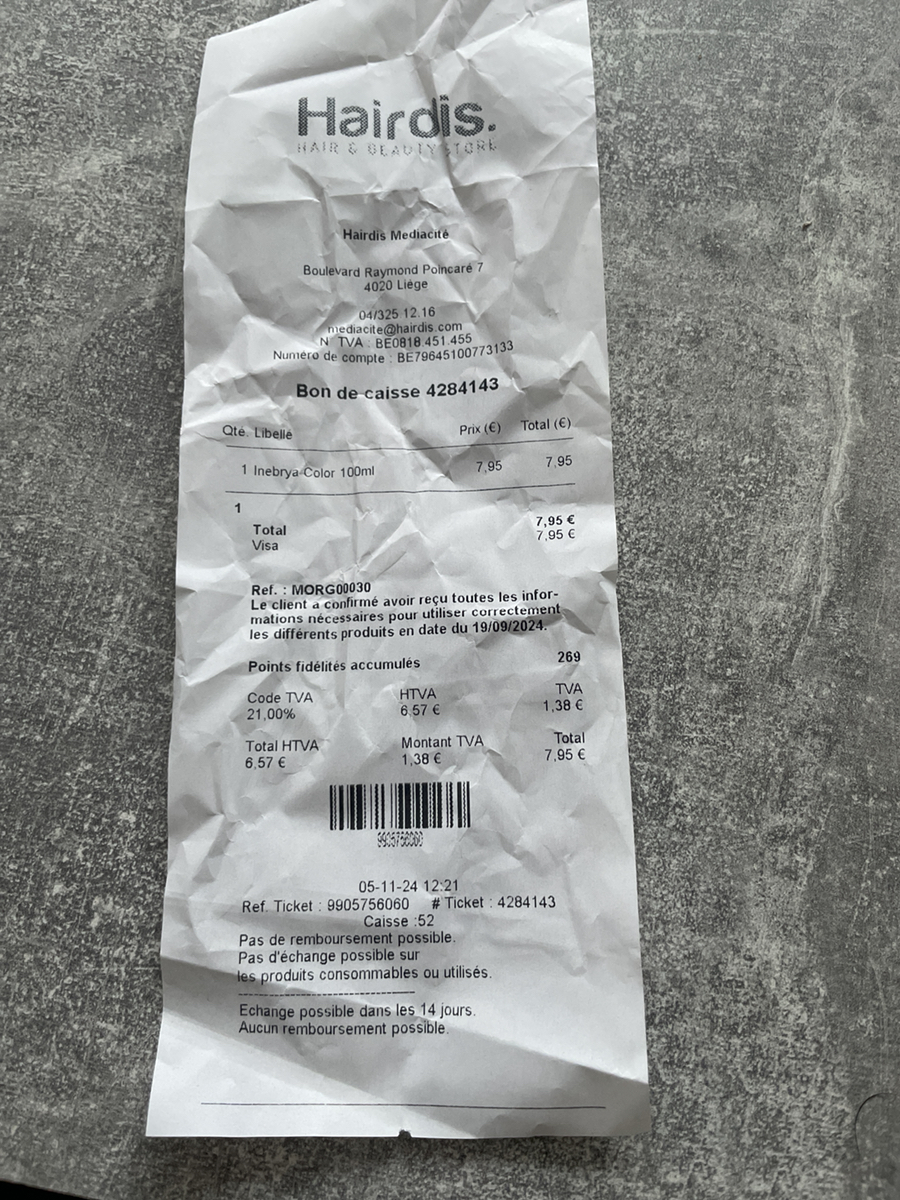 Hairdis.
HAIR & BEAUTY STORE
Hairdis Mediacité
Boulevard Raymond Poincaré 7
4020 Liège
04/325 12 16
mediacite@hairdis.com
N° TVA : BE0818.451.455
Numéro de compte : BE79645100773133
Bon de caisse 4284143
Qté. Libellé Prix (€) Total (€)
1 Inebrya Color 100ml 7,95 7,95
1
Total 7,95 €
Visa 7,95 €
Ref. : MORG00030
Le client a confirmé avoir reçu toutes les infor-
mations nécessaires pour utiliser correctement
les différents produits en date du 19/09/2024.
Points fidélités accumulés 269
Code TVA HTVA TVA
21,00% 6,57 € 1,38 €
Total HTVA Montant TVA Total
6,57 € 1,38 € 7,95 €
9905756060
05-11-24 12:21
Ref. Ticket : 9905756060 # Ticket : 4284143
Caisse :52
Pas de remboursement possible.
Pas d'échange possible sur
les produits consommables ou utilisés.
Echange possible dans les 14 jours.
Aucun remboursement possible.